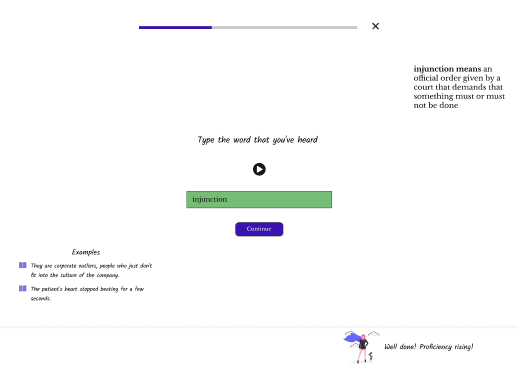 injunction means an
official order given by a
court that demands that
something must or must
not be done
Type the word that you've heard
injunction
Continue
Examples
They are corporate outliers, people who just don't
fit into the culture of the company.
The patient's heart stopped beating for a few
seconds.
Well done! Proficiency rising!